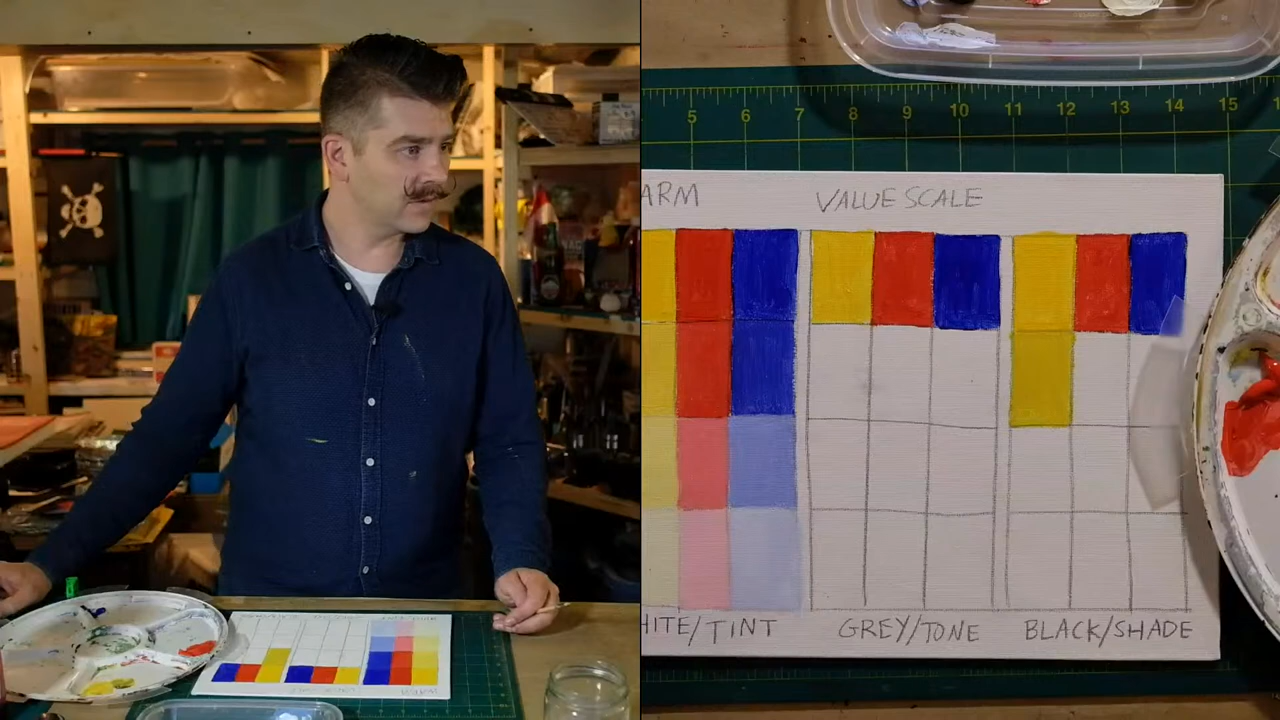 5 6 7 8 9 10 11 12 13 14 15
ARM VALUE SCALE
HITE/TINT GREY/TONE BLACK/SHADE